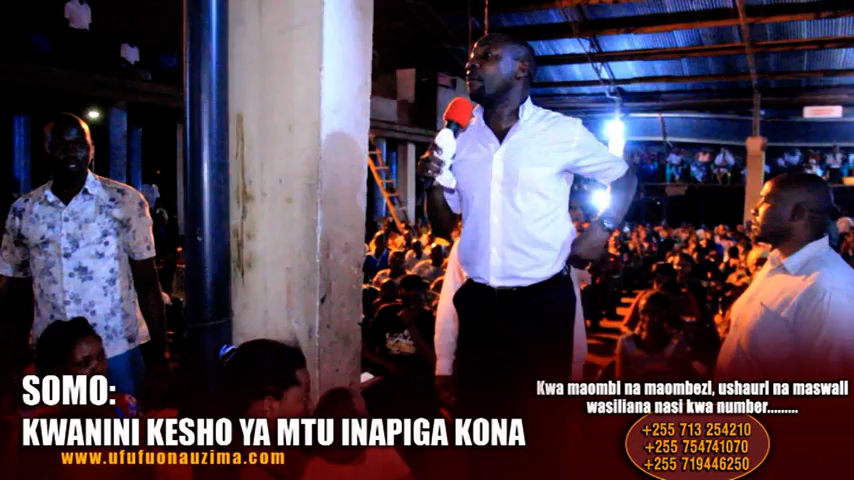 SOMO:
KWANINI KESHO YA MTU INAPIGA KONA
www.ufufuonauzima.com
Kwa maombi na maombezi, ushauri na maswali
wasiliana nasi kwa number.........
+255 713 254210
+255 754741070
+255 719446250